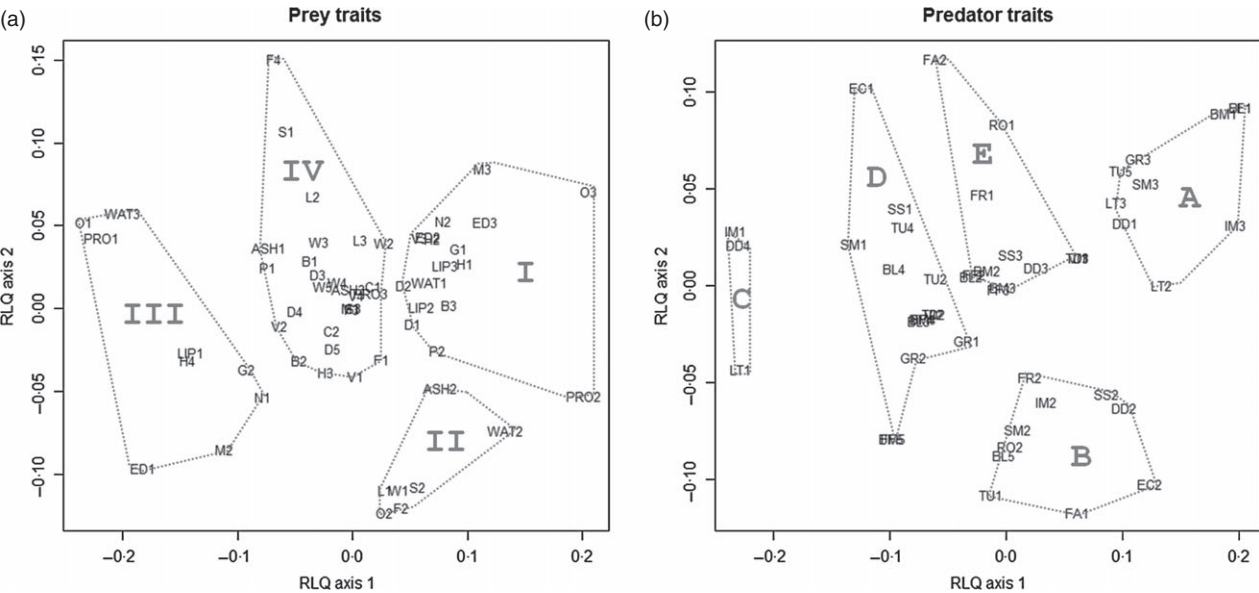 (a)
Prey traits
RLQ axis 2
0·15
0·10
0·05
0·00
−0·05
−0·10
F4
S1
IV
L2
M3
O3
O1 WAT3
PRO1
N2
ED2
ED3
ASH1
W3
L3
W2
G1
P1
B1
LIP3
H1
D3
I
W4
C1
PRO3
D2
WAT1
III
D4
LIP2
B3
V2
D1
C2
LIP1
H4
D5
P2
B2
F1
G2
H3
V1
N1
ASH2
PRO2
II
WAT2
M2
ED1
L1
W1
S2
O2
F2
−0·2
−0·1
0·0
0·1
0·2
RLQ axis 1
(b)
Predator traits
RLQ axis 2
0·10
0·05
0·00
−0·05
−0·10
FA2
EC1
BM1
RO1
E
GR3
TU5
D
SM3
A
FR1
LT3
SS1
TU4
DD1
IM3
IM1
DD4
SM1
SS3
BL4
BM2
DD3
TU2
LT2
C
GR1
GR2
LT1
FR2
IM2
SS2
DD2
SM2
RO2
BL5
B
TU1
EC2
FA1
−0·2
−0·1
0·0
0·1
0·2
RLQ axis 1